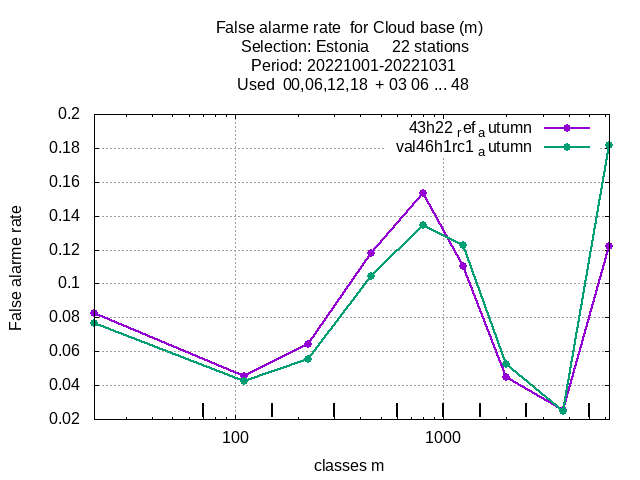 False alarme rate  for Cloud base (m)
Selection: Estonia     22 stations
Period: 20221001-20221031
Used  00,06,12,18  + 03 06 ... 48
43h22 ref autumn
val46h1rc1 autumn
0.2
0.18
0.16
0.14
0.12
0.1
0.08
0.06
0.04
0.02
False alarme rate
100
1000
classes m